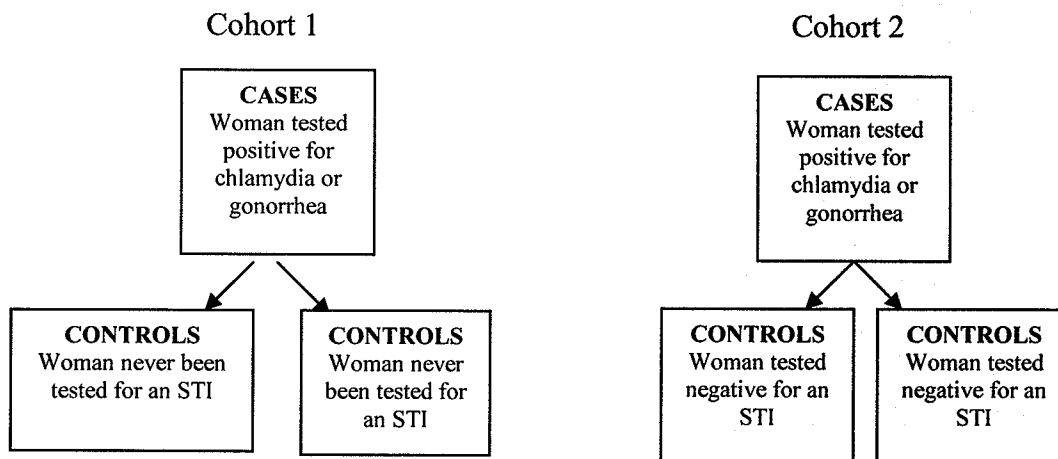 Cohort 1
CASES
Woman tested
positive for
chlamydia or
gonorrhea
CONTROLS
Woman never been
tested for an STI
CONTROLS
Woman never
been tested for
an STI
Cohort 2
CASES
Woman tested
positive for
chlamydia or
gonorrhea
CONTROLS
Woman tested
negative for an
STI
CONTROLS
Woman tested
negative for an
STI